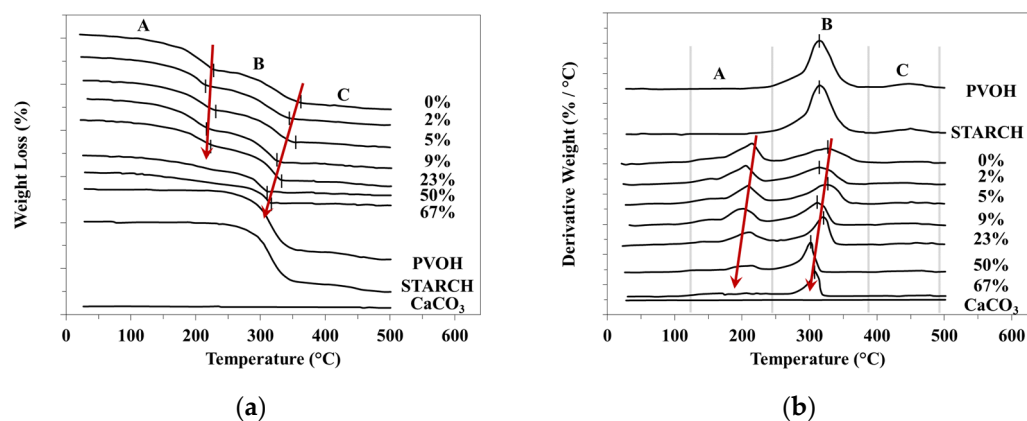 (a)
A
B
C
0%
2%
5%
9%
23%
50%
67%
PVOH
STARCH
CaCO₃
Weight Loss (%)
0 100 200 300 400 500 600
Temperature (°C)
(b)
B
A
C
PVOH
STARCH
0%
2%
5%
9%
23%
50%
67%
CaCO₃
Derivative Weight (% / °C)
0 100 200 300 400 500
Temperature (°C)